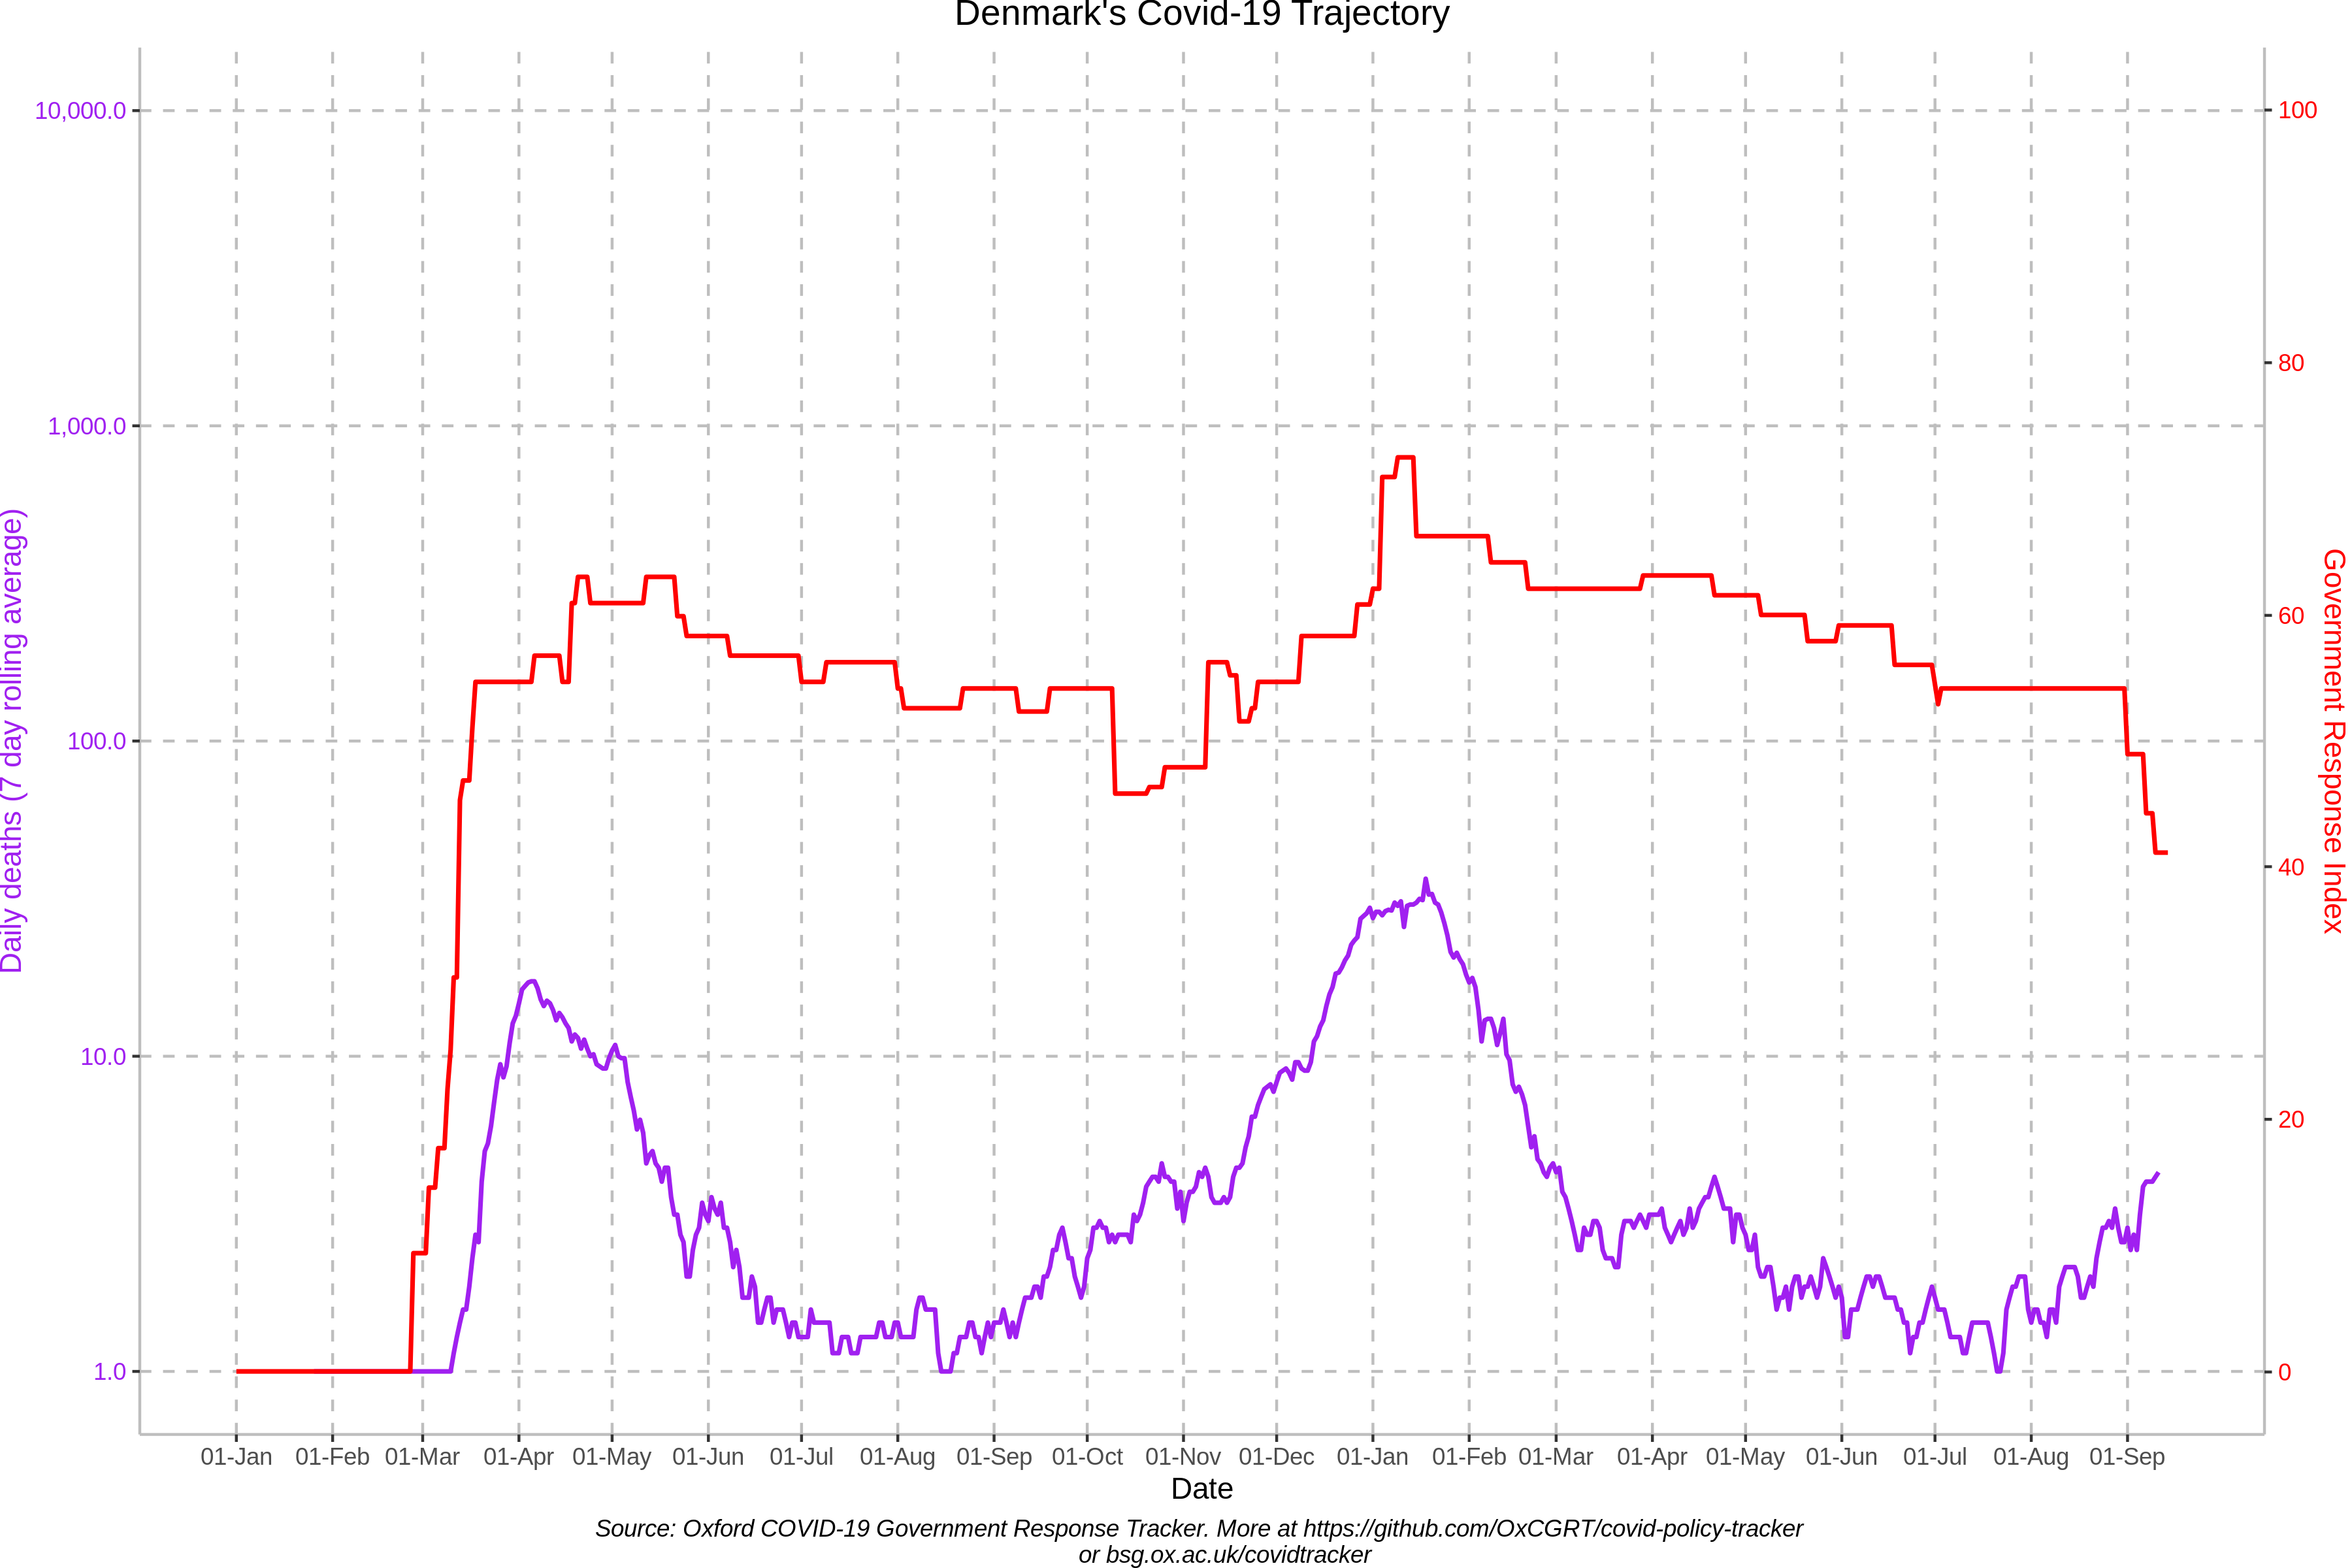 Denmark's Covid-19 Trajectory
10,000.0
1,000.0
100.0
10.0
1.0
Daily deaths (7 day rolling average)
100
80
60
40
20
0
Government Response Index
01-Jan 01-Feb 01-Mar 01-Apr 01-May 01-Jun 01-Jul 01-Aug 01-Sep 01-Oct 01-Nov 01-Dec 01-Jan 01-Feb 01-Mar 01-Apr 01-May 01-Jun 01-Jul 01-Aug 01-Sep
Date
Source: Oxford COVID-19 Government Response Tracker. More at https://github.com/OxCGRT/covid-policy-tracker
or bsg.ox.ac.uk/covidtracker